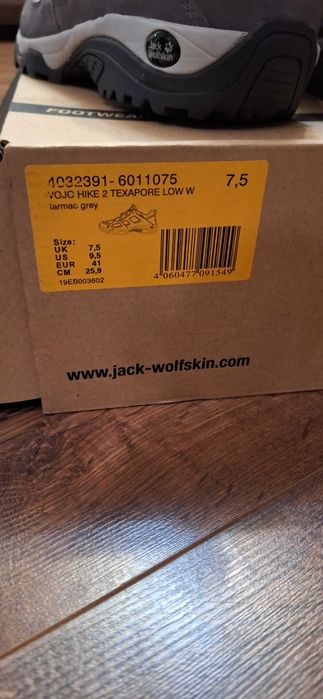 Jack
Wolfskin
FOOTWEAR
4032391-6011075 7,5
VOJC HIKE 2 TEXAPORE LOW W
tarmac grey
Size:
UK 7,5
US 9,5
EUR 41
CM 25,9
19EB003602
4 060477 091549
www.jack-wolfskin.com